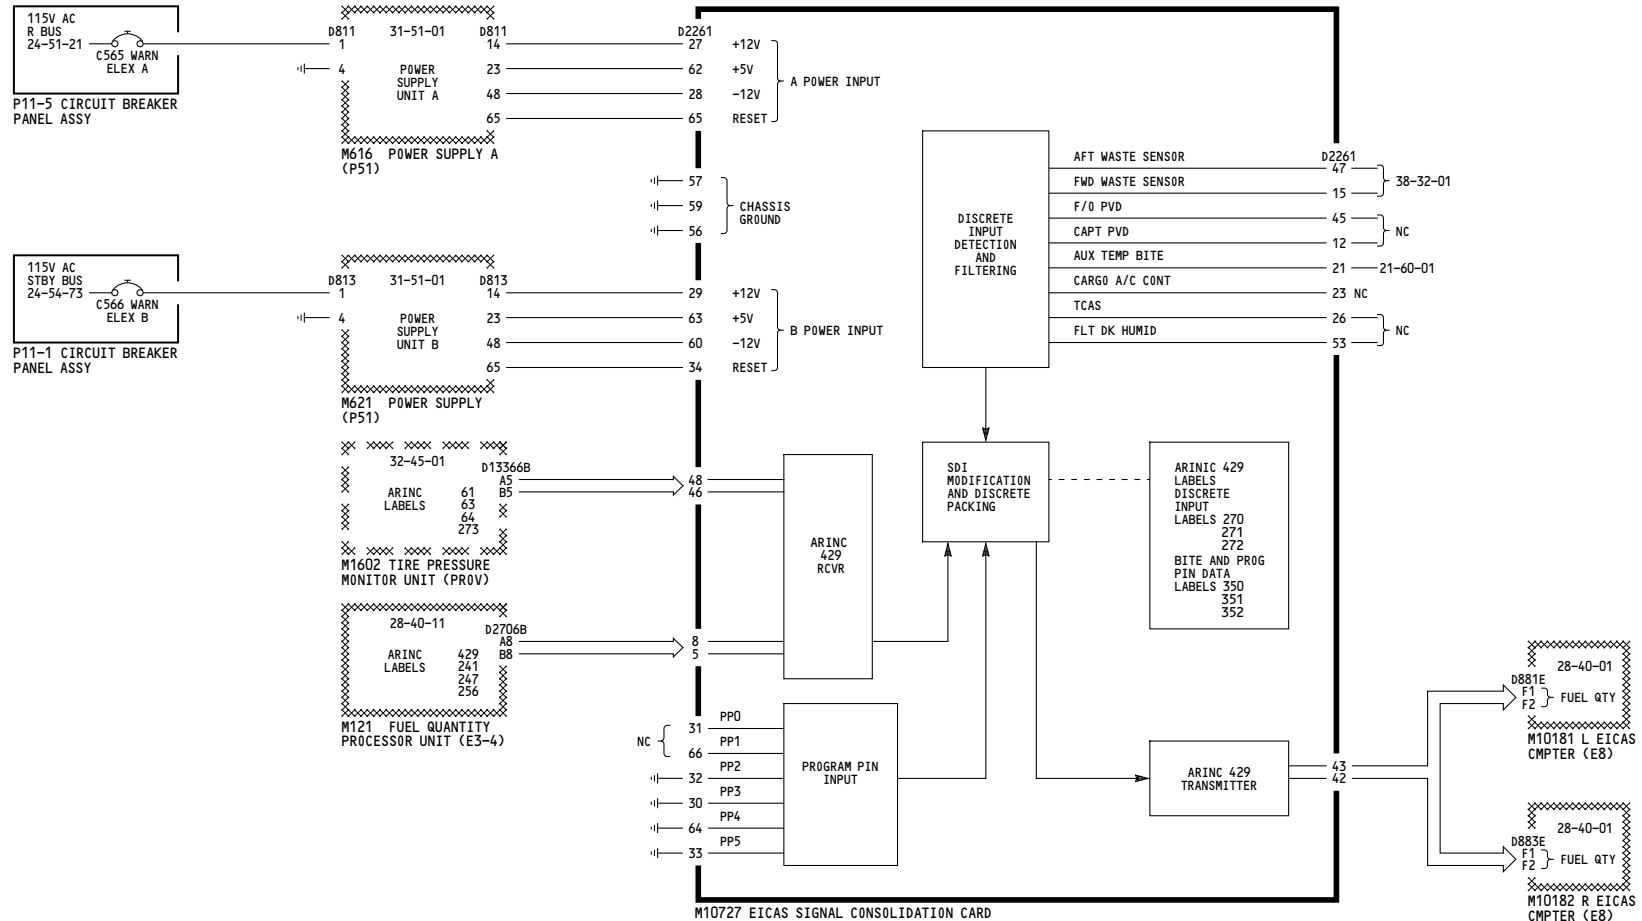 115V AC
R BUS
24-51-21
C565 WARN
ELEX A
P11-5 CIRCUIT BREAKER
PANEL ASSY
D811
31-51-01
D811
1
14
4
POWER
SUPPLY
UNIT A
23
48
65
M616 POWER SUPPLY A
(P51)
D2261
27 +12V
62 +5V
28 -12V
65 RESET
A POWER INPUT
57
59
56
CHASSIS
GROUND
115V AC
STBY BUS
24-54-73
C566 WARN
ELEX B
P11-1 CIRCUIT BREAKER
PANEL ASSY
D813
31-51-01
D813
1
14
4
POWER
SUPPLY
UNIT B
23
48
65
M621 POWER SUPPLY
(P51)
29 +12V
63 +5V
60 -12V
34 RESET
B POWER INPUT
32-45-01
D13366B
A5
B5
ARINC
LABELS
61
63
64
273
M1602 TIRE PRESSURE
MONITOR UNIT (PROV)
48
46
28-40-11
D2706B
A8
B8
ARINC
LABELS
429
241
247
256
M121 FUEL QUANTITY
PROCESSOR UNIT (E3-4)
8
5
ARINC
429
RCVR
NC
31 PP0
66 PP1
32 PP2
30 PP3
64 PP4
33 PP5
PROGRAM PIN
INPUT
DISCRETE
INPUT
DETECTION
AND
FILTERING
D2261
AFT WASTE SENSOR 47
FWD WASTE SENSOR 15
38-32-01
F/O PVD 45
CAPT PVD 12
NC
AUX TEMP BITE 21 21-60-01
CARGO A/C CONT 23 NC
TCAS 26
FLT DK HUMID 53
NC
SDI
MODIFICATION
AND DISCRETE
PACKING
ARINIC 429
LABELS
DISCRETE
INPUT
LABELS 270
271
272
BITE AND PROG
PIN DATA
LABELS 350
351
352
ARINC 429
TRANSMITTER
43
42
28-40-01
D881E
F1
F2
FUEL QTY
M10181 L EICAS
CMPTER (E8)
28-40-01
D883E
F1
F2
FUEL QTY
M10182 R EICAS
CMPTER (E8)
M10727 EICAS SIGNAL CONSOLIDATION CARD